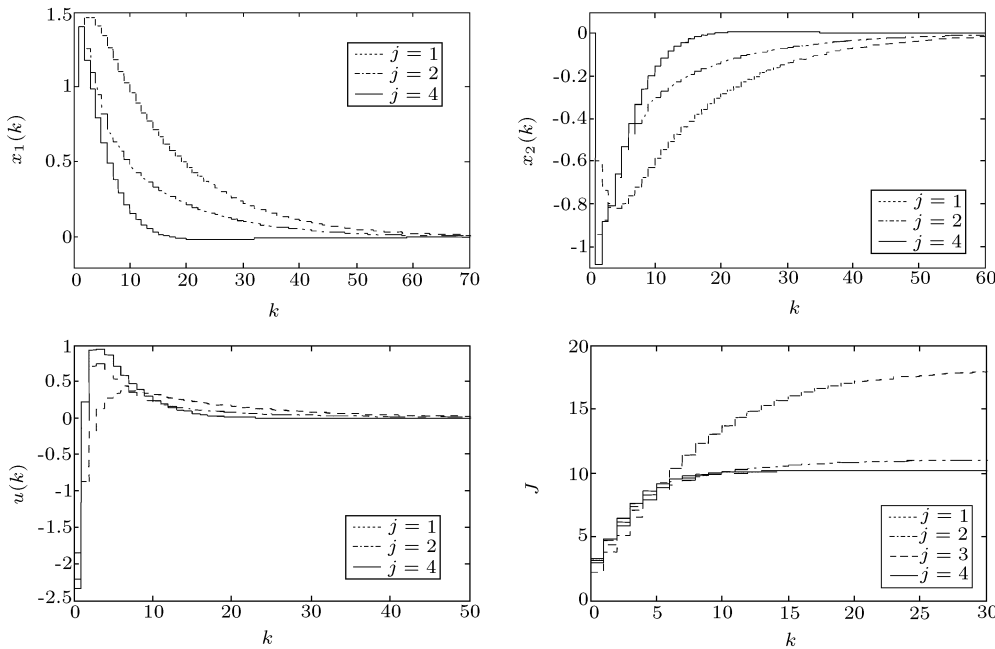 1.5
1
0.5
0
x₁(k)
j = 1
j = 2
j = 4
0 10 20 30 40 50 60 70
k
0
-0.2
-0.4
-0.6
-0.8
-1
x₂(k)
j = 1
j = 2
j = 4
0 10 20 30 40 50 60
k
1
0.5
0
-0.5
-1
-1.5
-2
-2.5
u(k)
j = 1
j = 2
j = 4
0 10 20 30 40 50
k
20
15
10
5
0
J
j = 1
j = 2
j = 3
j = 4
0 5 10 15 20 25 30
k